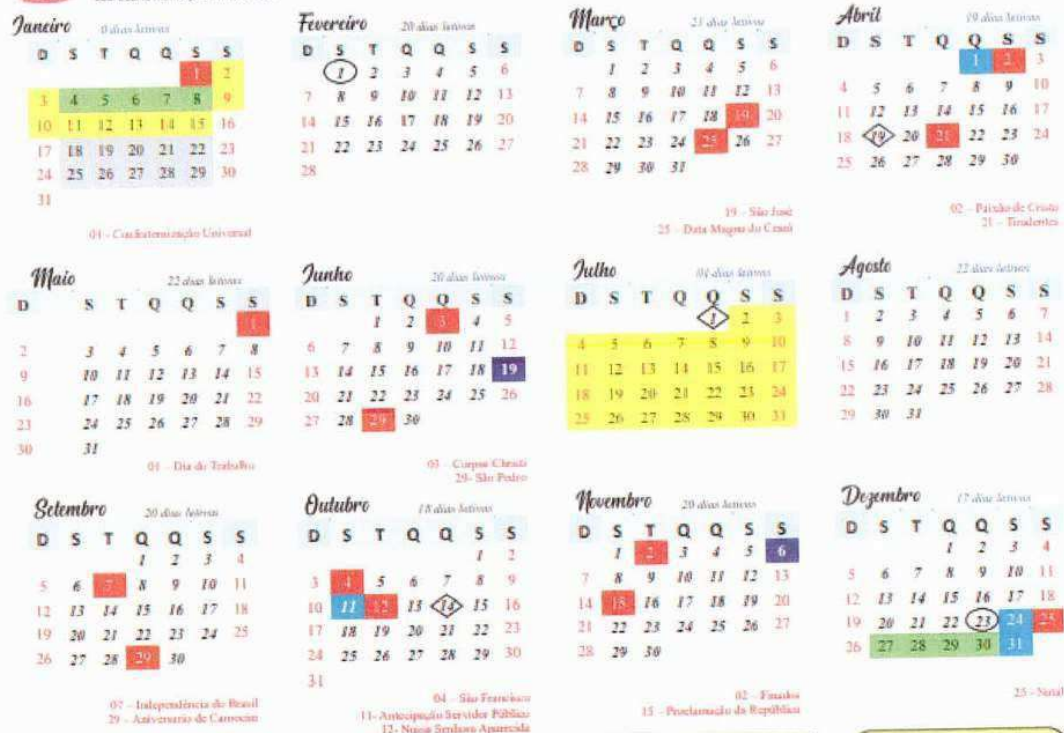 Janeiro 0 dias letivos
D S T Q Q S S
1 2
3 4 5 6 7 8 9
10 11 12 13 14 15 16
17 18 19 20 21 22 23
24 25 26 27 28 29 30
31
01 - Confraternização Universal
Fevereiro 20 dias letivos
D S T Q Q S S
1 2 3 4 5 6
7 8 9 10 11 12 13
14 15 16 17 18 19 20
21 22 23 24 25 26 27
28
Março 21 dias letivos
D S T Q Q S S
1 2 3 4 5 6
7 8 9 10 11 12 13
14 15 16 17 18 19 20
21 22 23 24 25 26 27
28 29 30 31
19 - São José
25 - Data Magna do Ceará
Abril 19 dias letivos
D S T Q Q S S
1 2 3
4 5 6 7 8 9 10
11 12 13 14 15 16 17
18 19 20 21 22 23 24
25 26 27 28 29 30
02 - Paixão de Cristo
21 - Tiradentes
Maio 22 dias letivos
D S T Q Q S S
1
2 3 4 5 6 7 8
9 10 11 12 13 14 15
16 17 18 19 20 21 22
23 24 25 26 27 28 29
30 31
01 - Dia do Trabalho
Junho 20 dias letivos
D S T Q Q S S
1 2 3 4 5
6 7 8 9 10 11 12
13 14 15 16 17 18 19
20 21 22 23 24 25 26
27 28 29 30
03 - Corpus Christi
29- São Pedro
Julho 01 dias letivos
D S T Q Q S S
1 2 3
4 5 6 7 8 9 10
11 12 13 14 15 16 17
18 19 20 21 22 23 24
25 26 27 28 29 30 31
Agosto 22 dias letivos
D S T Q Q S S
1 2 3 4 5 6 7
8 9 10 11 12 13 14
15 16 17 18 19 20 21
22 23 24 25 26 27 28
29 30 31
Setembro 20 dias letivos
D S T Q Q S S
1 2 3 4
5 6 7 8 9 10 11
12 13 14 15 16 17 18
19 20 21 22 23 24 25
26 27 28 29 30
07 - Independência do Brasil
29 - Aniversario de Camocim
Outubro 18 dias letivos
D S T Q Q S S
1 2
3 4 5 6 7 8 9
10 11 12 13 14 15 16
17 18 19 20 21 22 23
24 25 26 27 28 29 30
31
04 - São Francisco
11- Antecipação Servidor Público
12- Nossa Senhora Aparecida
Novembro 20 dias letivos
D S T Q Q S S
1 2 3 4 5 6
7 8 9 10 11 12 13
14 15 16 17 18 19 20
21 22 23 24 25 26 27
28 29 30
02 - Finados
15 - Proclamação da República
Dezembro 17 dias letivos
D S T Q Q S S
1 2 3 4
5 6 7 8 9 10 11
12 13 14 15 16 17 18
19 20 21 22 23 24 25
26 27 28 29 30 31
25 - Natal